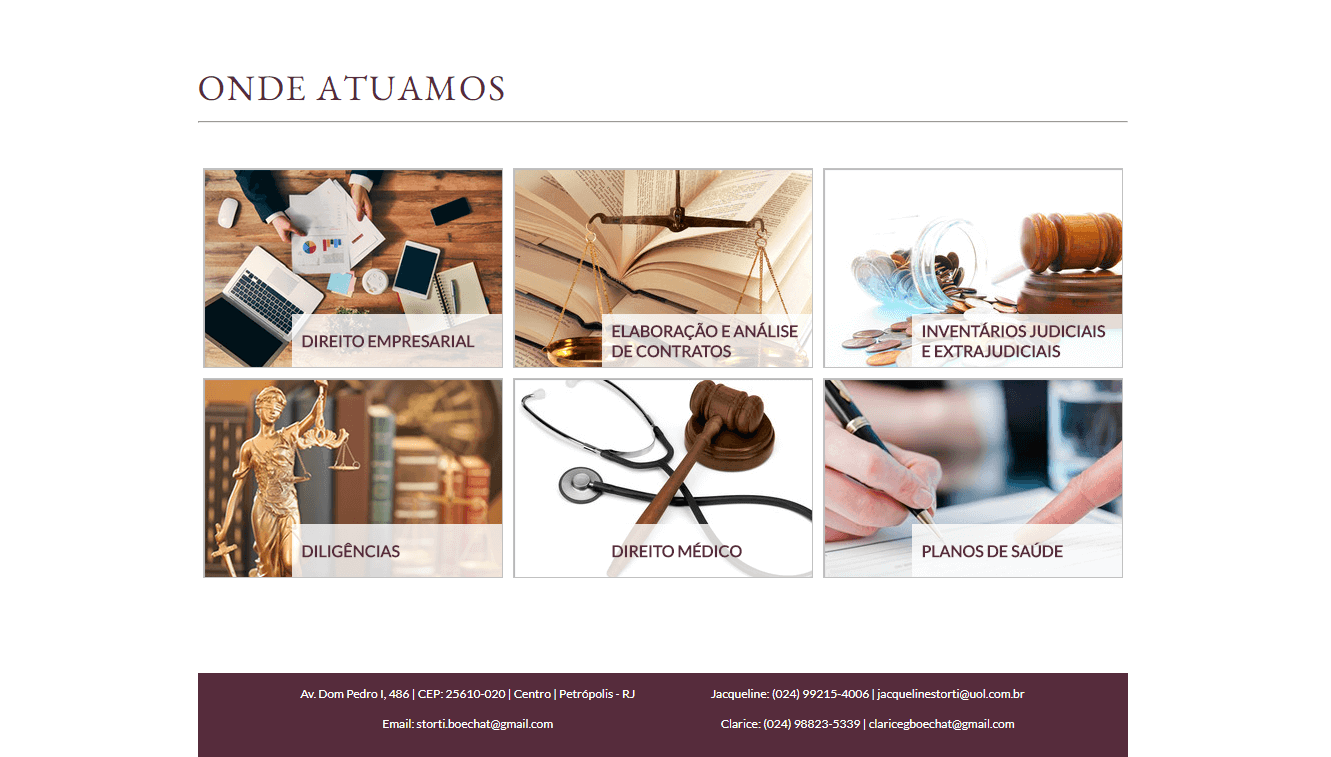 ONDE ATUAMOS
DIREITO EMPRESARIAL
ELABORAÇÃO E ANÁLISE
DE CONTRATOS
INVENTÁRIOS JUDICIAIS
E EXTRAJUDICIAIS
DILIGÊNCIAS
DIREITO MÉDICO
PLANOS DE SAÚDE
Av. Dom Pedro I, 486 | CEP: 25610-020 | Centro | Petrópolis - RJ
Email: storti.boechat@gmail.com
Jacqueline: (024) 99215-4006 | jacquelinestorti@uol.com.br
Clarice: (024) 98823-5339 | claricegboechat@gmail.com